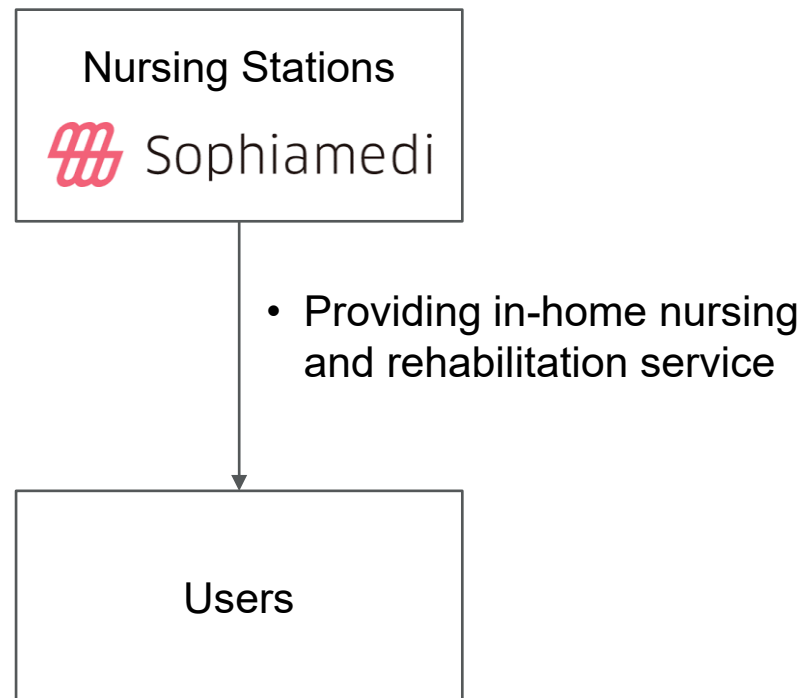 Nursing Stations
Sophiamedi
• Providing in-home nursing
and rehabilitation service
Users